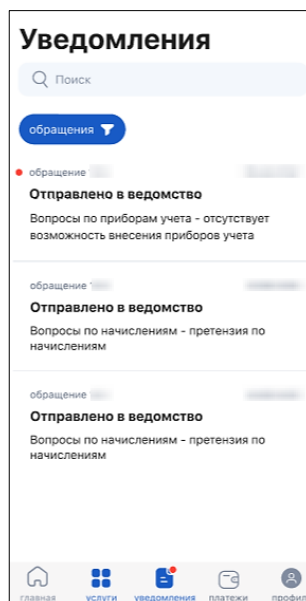 Уведомления
Поиск
обращения
обращение
Отправлено в ведомство
Вопросы по приборам учета - отсутствует
возможность внесения приборов учета
обращение
Отправлено в ведомство
Вопросы по начислениям - претензия по
начислениям
обращение
Отправлено в ведомство
Вопросы по начислениям - претензия по
начислениям
главная услуги уведомления платежи профил